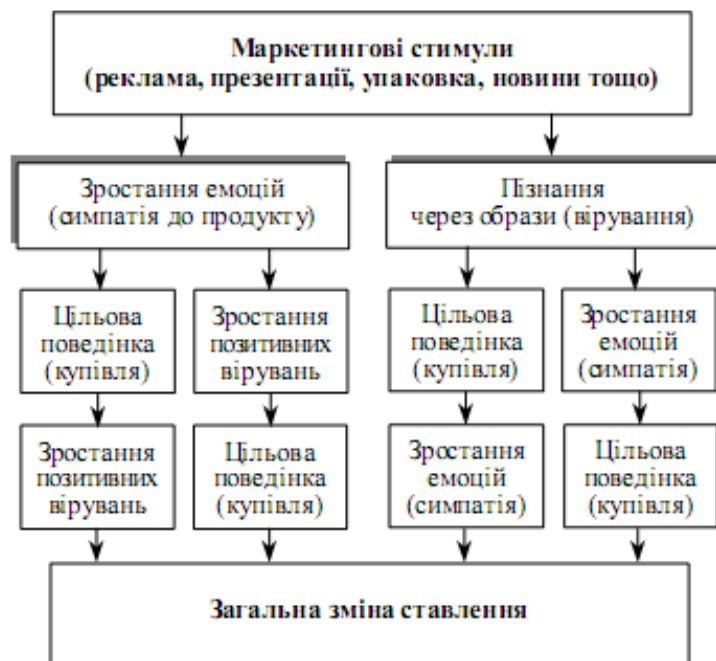 Маркетингові стимули
(реклама, презентації, упаковка, новини тощо)
Зростання емоцій
(симпатія до продукту)
Пізнання
через образи (вірування)
Цільова
поведінка
(купівля)
Зростання
позитивних
вірувань
Цільова
поведінка
(купівля)
Зростання
емоцій
(симпатія)
Зростання
позитивних
вірувань
Цільова
поведінка
(купівля)
Зростання
емоцій
(симпатія)
Цільова
поведінка
(купівля)
Загальна зміна ставлення